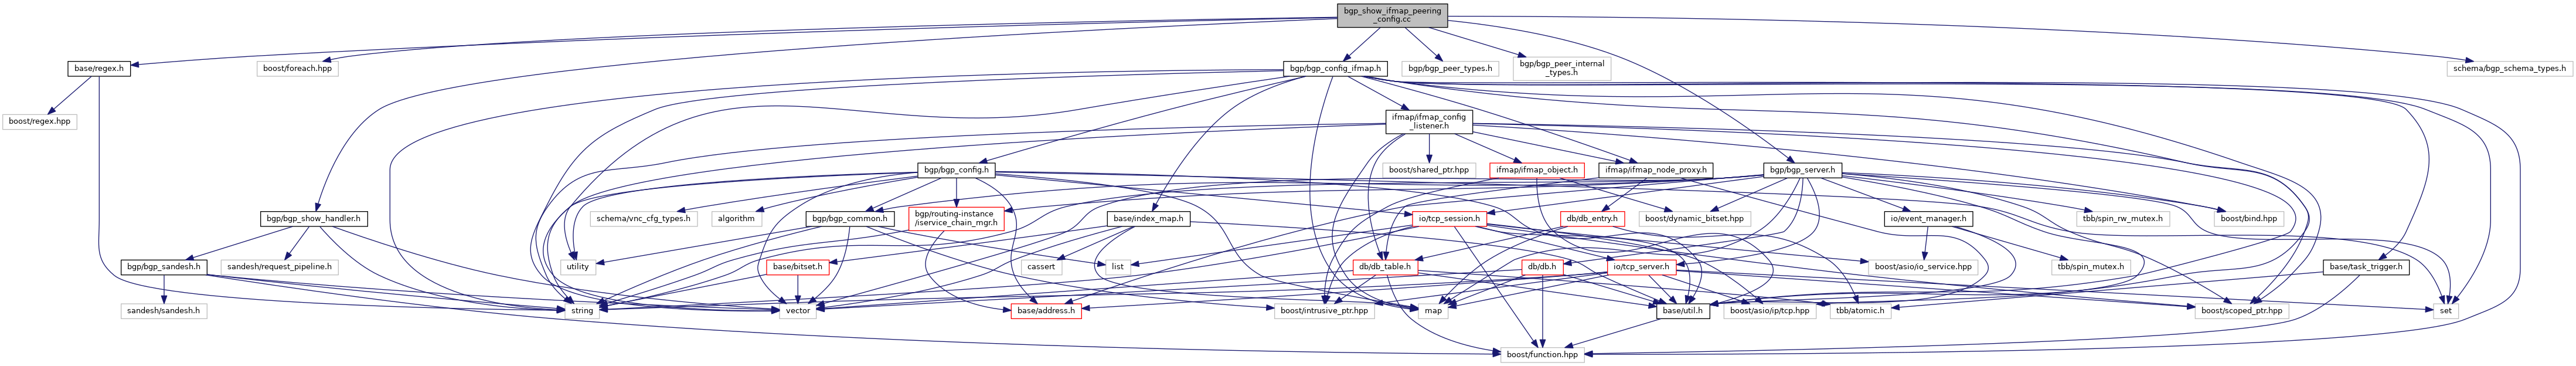 bgp_show_ifmap_peering
_config.cc
base/regex.h
boost/foreach.hpp
bgp/bgp_config_ifmap.h
bgp/bgp_peer_types.h
bgp/bgp_peer_internal
_types.h
schema/bgp_schema_types.h
boost/regex.hpp
ifmap/ifmap_config
_listener.h
bgp/bgp_config.h
boost/shared_ptr.hpp
ifmap/ifmap_object.h
ifmap/ifmap_node_proxy.h
bgp/bgp_server.h
bgp/bgp_show_handler.h
schema/vnc_cfg_types.h
algorithm
bgp/bgp_common.h
bgp/routing-instance
/iservice_chain_mgr.h
base/index_map.h
io/tcp_session.h
db/db_entry.h
boost/dynamic_bitset.hpp
io/event_manager.h
tbb/spin_rw_mutex.h
boost/bind.hpp
bgp/bgp_sandesh.h
sandesh/request_pipeline.h
utility
base/bitset.h
cassert
list
db/db_table.h
db/db.h
io/tcp_server.h
boost/asio/io_service.hpp
tbb/spin_mutex.h
base/task_trigger.h
sandesh/sandesh.h
string
vector
base/address.h
boost/intrusive_ptr.hpp
map
base/util.h
boost/asio/ip/tcp.hpp
tbb/atomic.h
boost/scoped_ptr.hpp
set
boost/function.hpp